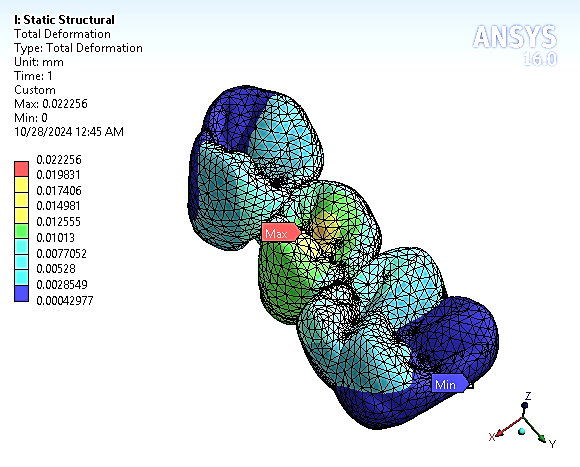 I: Static Structural
Total Deformation
Type: Total Deformation
Unit: mm
Time: 1
Custom
Max: 0.022256
Min: 0
10/28/2024 12:45 AM
ANSYS
16.0
0.022256
0.019831
0.017406
0.014981
0.012555
0.01013
0.0077052
0.00528
0.0028549
0.00042977
Max
Min
Z
X
Y